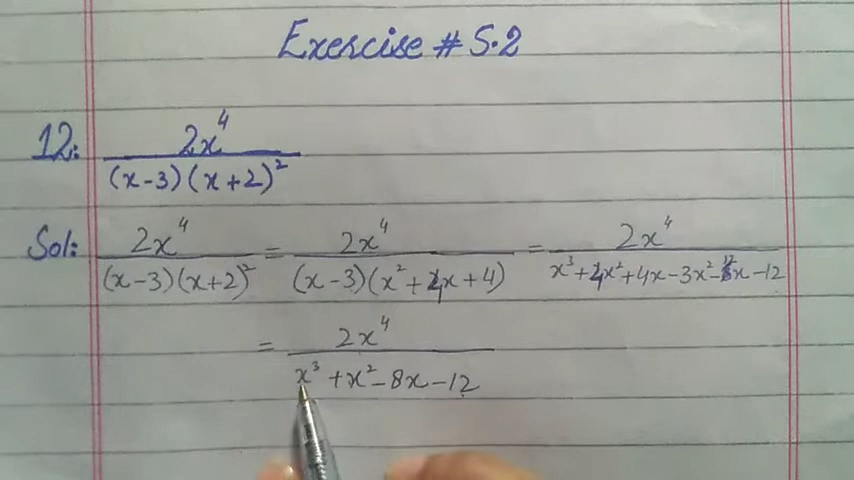 Exercise # 5.2
12: 2x⁴ / (x-3)(x+2)²
Sol: 2x⁴ / (x-3)(x+2)² = 2x⁴ / (x-3)(x²+4x+4) = 2x⁴ / x³+4x²+4x-3x²-12x-12
= 2x⁴ / x³+x²-8x-12